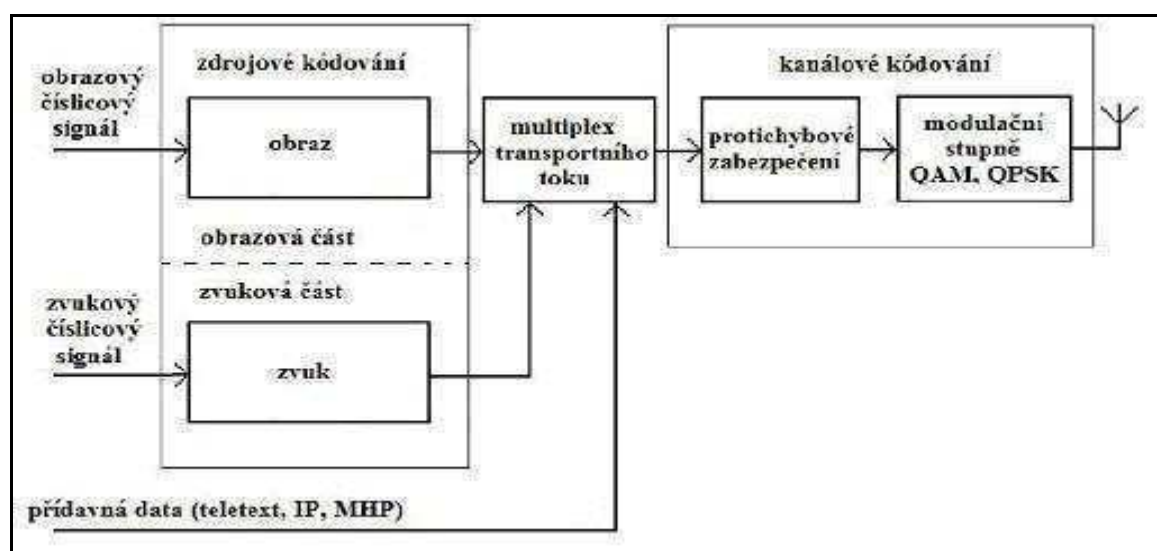 zdrojové kódování
kanálové kódování
obrazový
číslicový
signál
obraz
multiplex
transportního
toku
protichybové
zabezpečení
modulační
stupně
QAM, QPSK
obrazová část
zvuková část
zvukový
číslicový
signál
zvuk
přídavná data (teletext, IP, MHP)